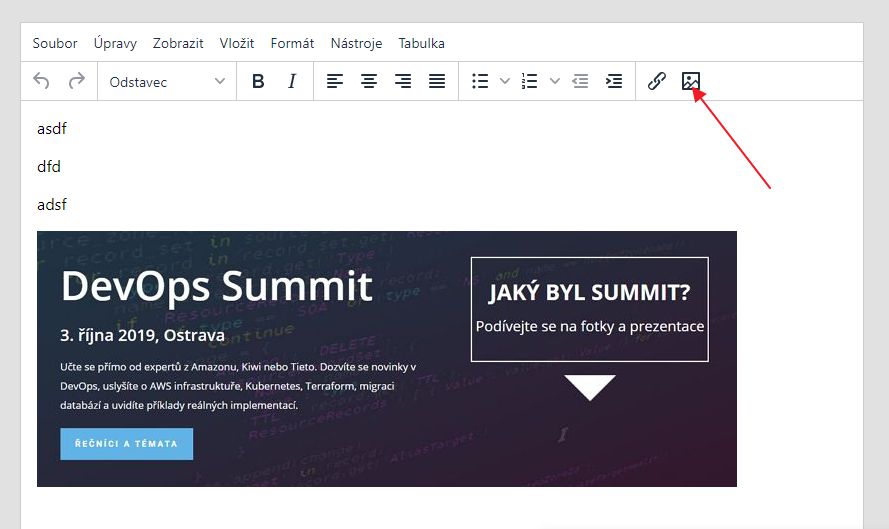 Soubor Úpravy Zobrazit Vložit Formát Nástroje Tabulka
Odstavec B I
asdf
dfd
adsf
DevOps Summit
3. října 2019, Ostrava
Učte se přímo od expertů z Amazonu, Kiwi nebo Tieto. Dozvíte se novinky v
DevOps, uslyšíte o AWS infrastruktuře, Kubernetes, Terraform, migraci
databází a uvidíte příklady reálných implementací.
ŘEČNÍCI A TÉMATA
JAKÝ BYL SUMMIT?
Podívejte se na fotky a prezentace